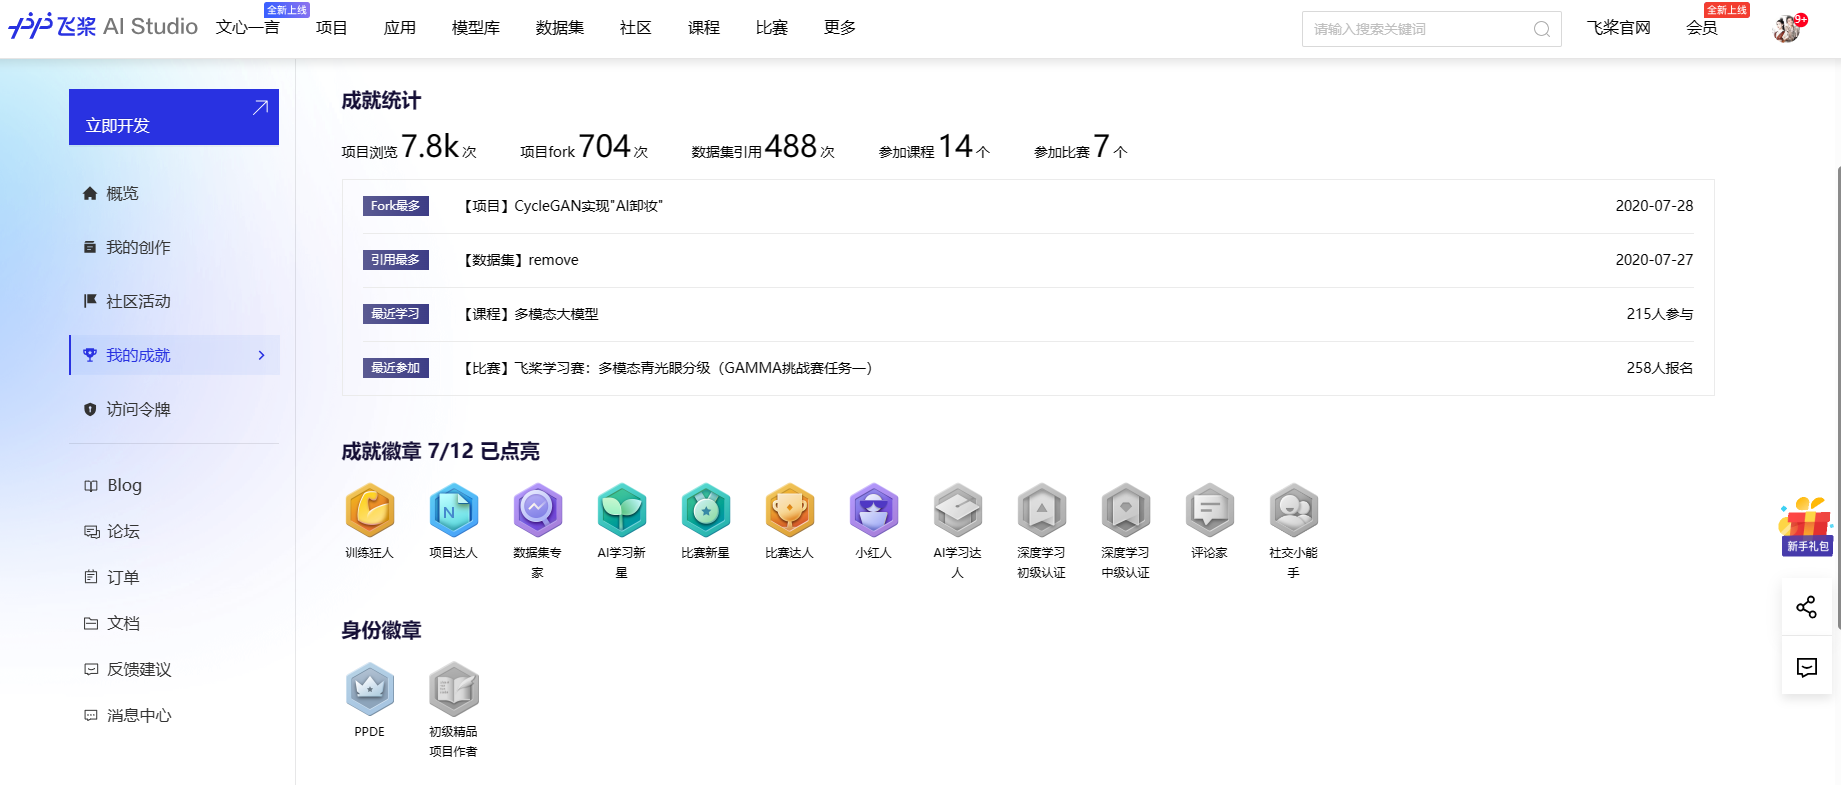 飞桨 AI Studio
文心一言
全新上线
项目
应用
模型库
数据集
社区
课程
比赛
更多
请输入搜索关键词
飞桨官网
会员
全新上线
9+
立即开发
概览
我的创作
社区活动
我的成就
访问令牌
Blog
论坛
订单
文档
反馈建议
消息中心
成就统计
项目浏览 7.8k 次
项目fork 704 次
数据集引用 488 次
参加课程 14 个
参加比赛 7 个
Fork最多 【项目】CycleGAN实现"AI卸妆" 2020-07-28
引用最多 【数据集】remove 2020-07-27
最近学习 【课程】多模态大模型 215人参与
最近参加 【比赛】飞桨学习赛：多模态青光眼分级（GAMMA挑战赛任务一） 258人报名
成就徽章 7/12 已点亮
N
训练狂人
项目达人
数据集专
家
AI学习新
星
比赛新星
比赛达人
小红人
AI学习达
人
深度学习
初级认证
深度学习
中级认证
评论家
社交小能
手
身份徽章
PPDE
初级精品
项目作者
新手礼包